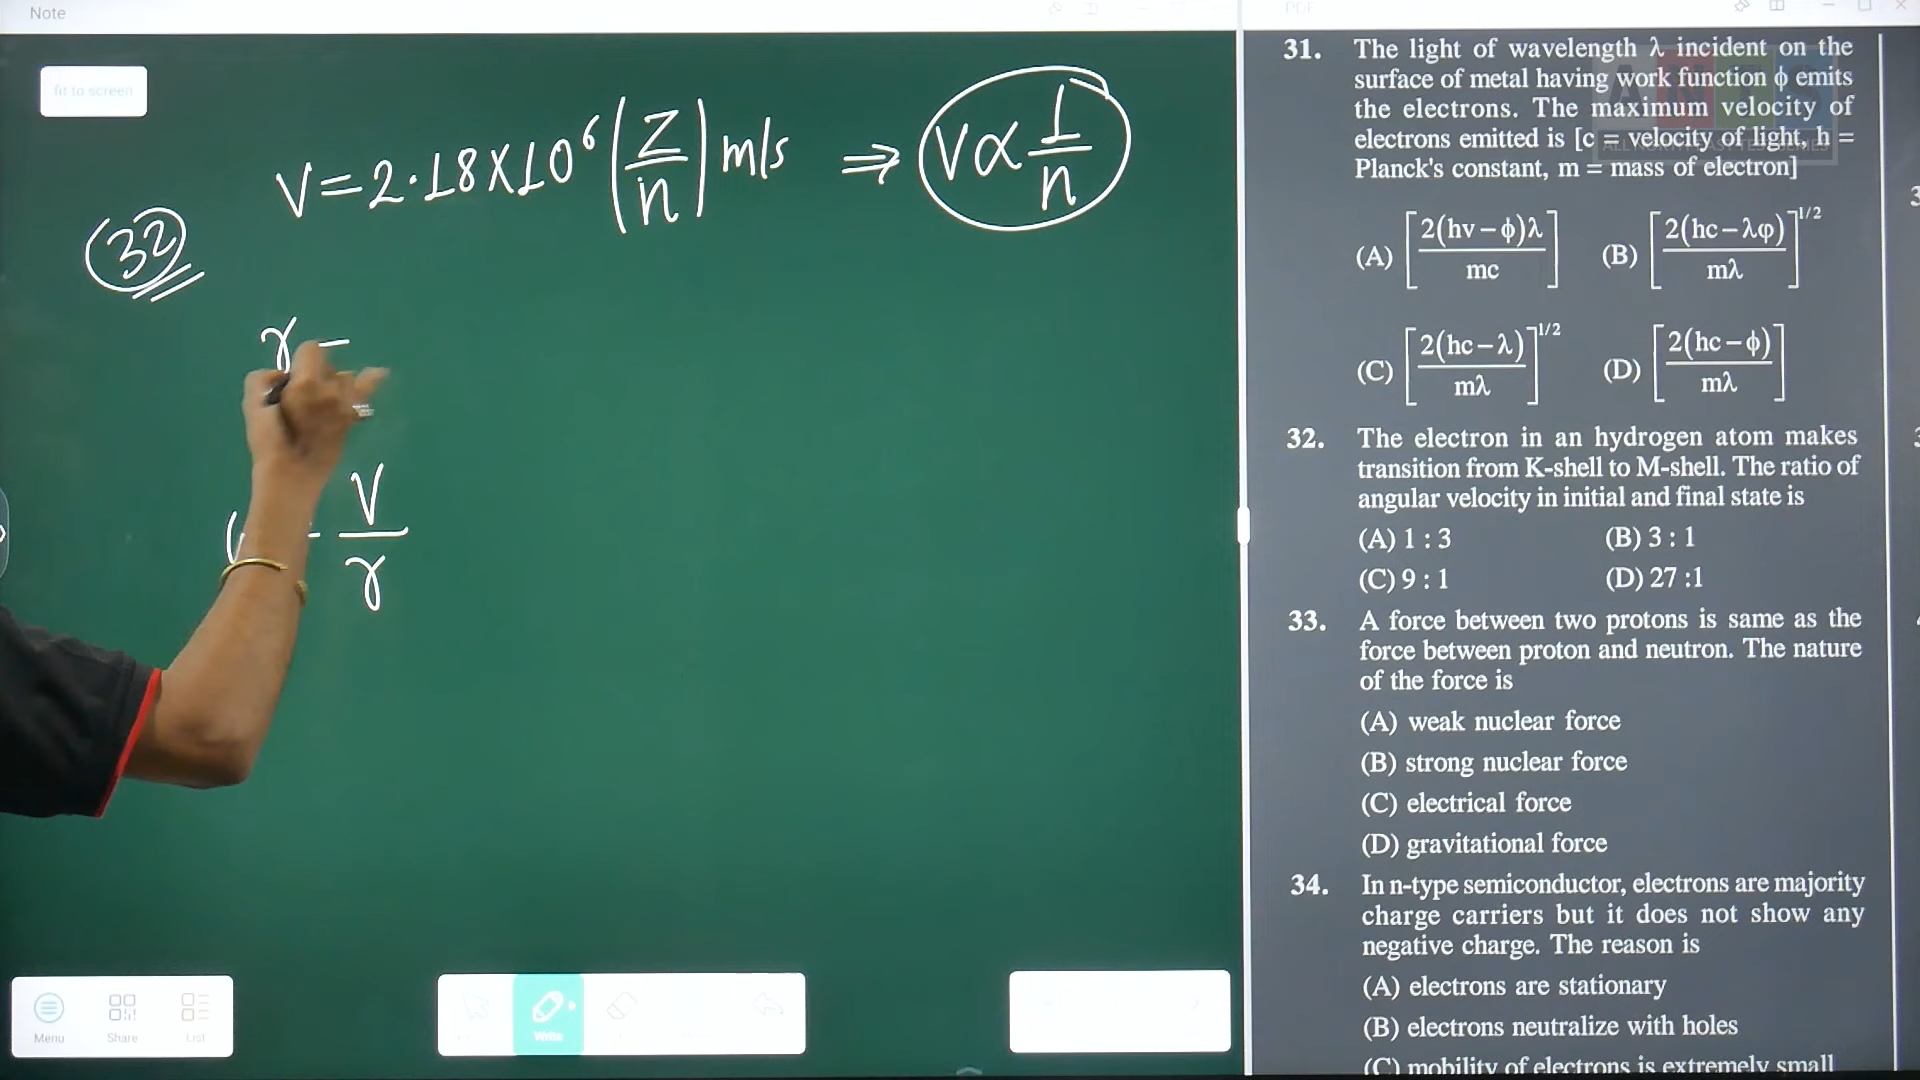 Note
PDF
fit to screen
V = 2.18 X 10⁶ (Z/n) m/s ⇒ V ∝ 1/n
32
γ =
V/γ
Menu
Share
List
Write
31. The light of wavelength λ incident on the
surface of metal having work function ϕ emits
the electrons. The maximum velocity of
electrons emitted is [c = velocity of light, h =
Planck's constant, m = mass of electron]
(A) [2(hv – ϕ)λ / mc] (B) [2(hc – λφ) / mλ]^1/2
(C) [2(hc – λ) / mλ]^1/2 (D) [2(hc – ϕ) / mλ]
32. The electron in an hydrogen atom makes
transition from K-shell to M-shell. The ratio of
angular velocity in initial and final state is
(A) 1 : 3 (B) 3 : 1
(C) 9 : 1 (D) 27 :1
33. A force between two protons is same as the
force between proton and neutron. The nature
of the force is
(A) weak nuclear force
(B) strong nuclear force
(C) electrical force
(D) gravitational force
34. In n-type semiconductor, electrons are majority
charge carriers but it does not show any
negative charge. The reason is
(A) electrons are stationary
(B) electrons neutralize with holes
(C) mobility of electrons is extremely small